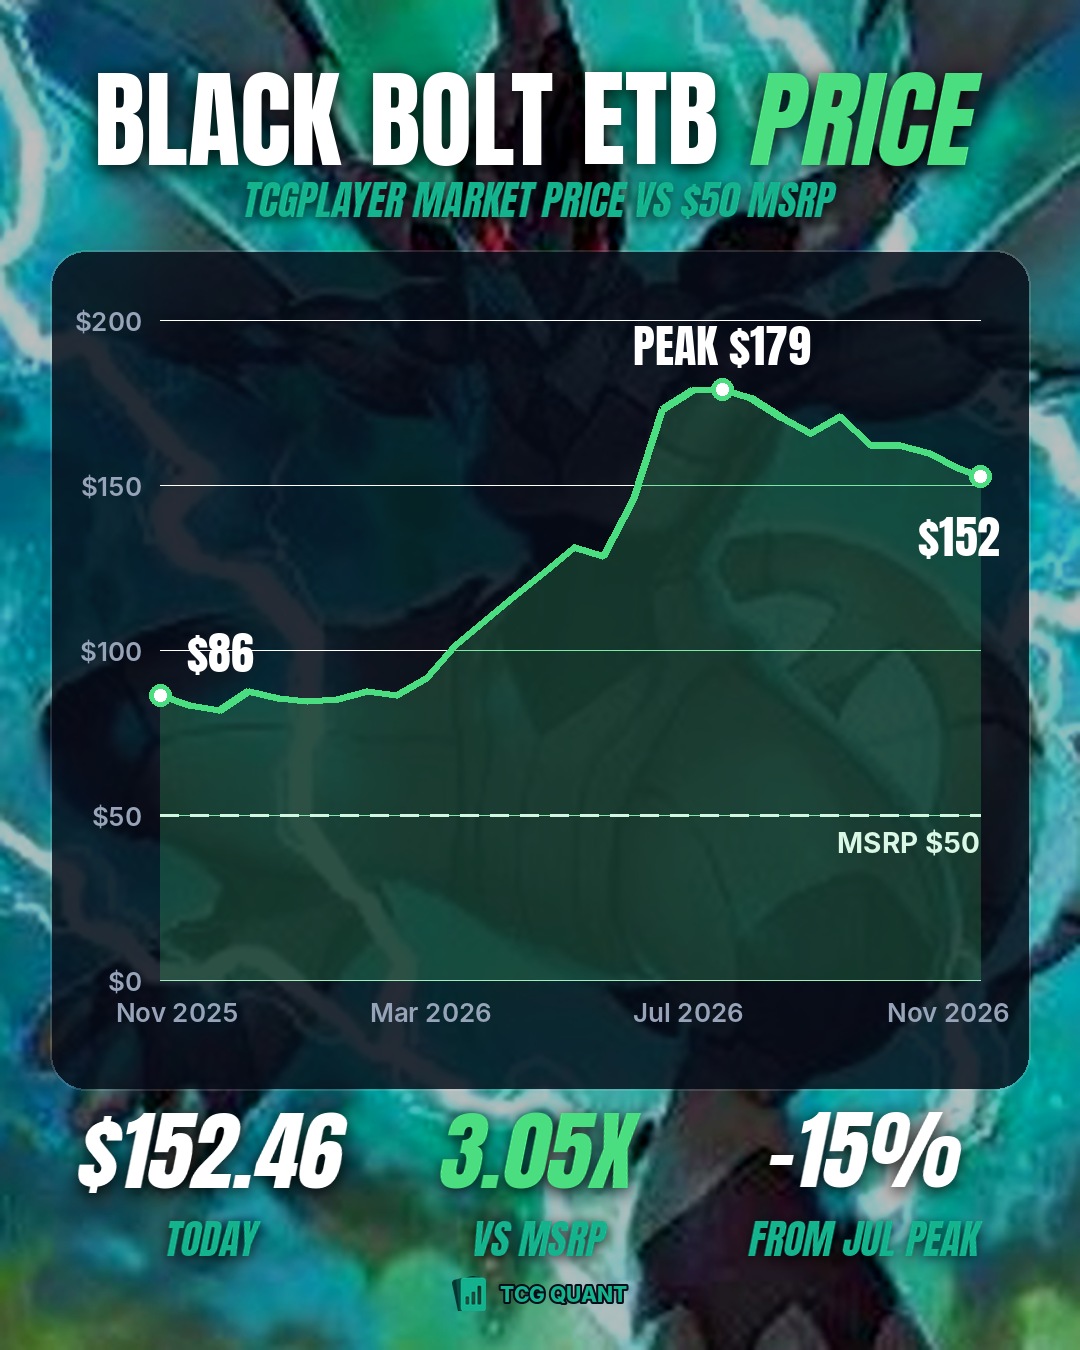 BLACK BOLT ETB PRICE
TCGPLAYER MARKET PRICE VS $50 MSRP
$200
PEAK $179
$150
$152
$100
$86
$50
MSRP $50
$0
Nov 2025 Mar 2026 Jul 2026 Nov 2026
$152.46 3.05X -15%
TODAY VS MSRP FROM JUL PEAK
TCG QUANT